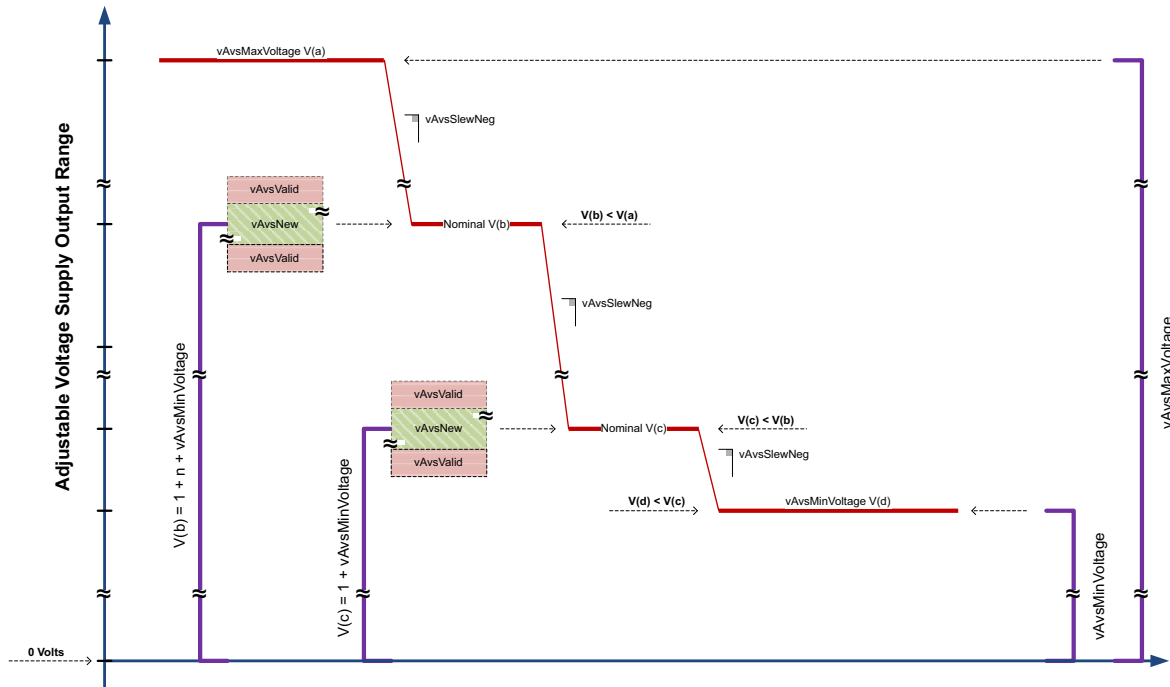 vAvsMaxVoltage V(a)
vAvsSlewNeg
Adjustable Voltage Supply Output Range
vAvsValid
vAvsNew
vAvsValid
Nominal V(b)
V(b) < V(a)
vAvsSlewNeg
vAvsMaxVoltage
V(b) = 1 + n + vAvsMinVoltage
vAvsValid
vAvsNew
vAvsValid
Nominal V(c)
V(c) < V(b)
vAvsSlewNeg
V(d) < V(c)
vAvsMinVoltage V(d)
V(c) = 1 + vAvsMinVoltage
vAvsMinVoltage
0 Volts